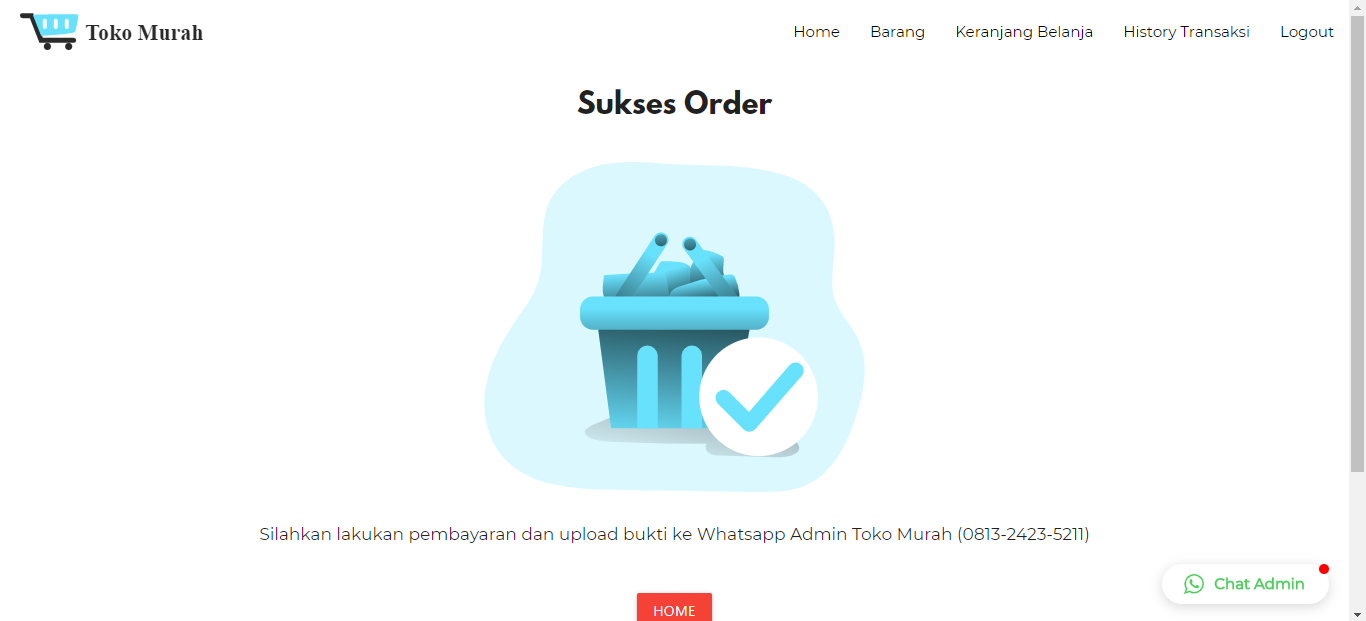 Toko Murah
Home Barang Keranjang Belanja History Transaksi Logout
Sukses Order
Silahkan lakukan pembayaran dan upload bukti ke Whatsapp Admin Toko Murah (0813-2423-5211)
Chat Admin
HOME